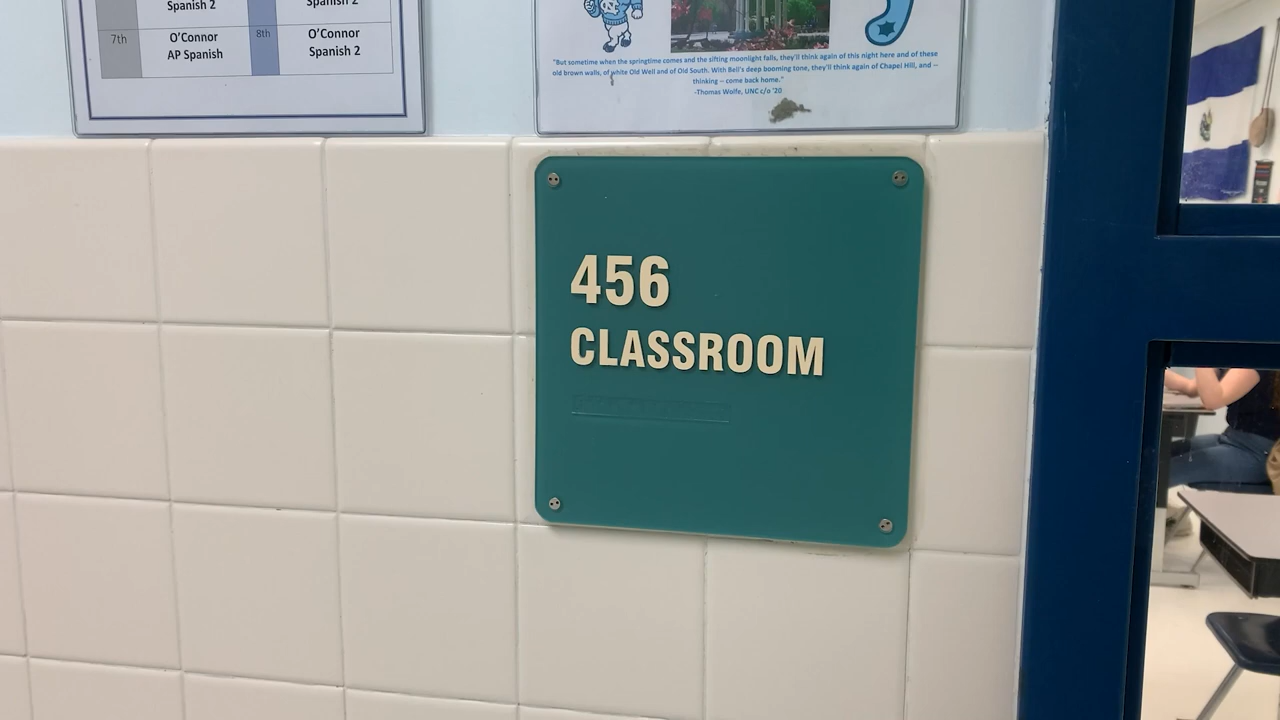 Spanish 2
Spanish 2
7th
O'Connor
AP Spanish
8th
O'Connor
Spanish 2
"But sometime when the springtime comes and the sifting moonlight falls, they'll think again of this night here and of these
old brown walls, of white Old Well and of Old South. With Bell's deep booming tone, they'll think again of Chapel Hill, and –
thinking – come back home."
-Thomas Wolfe, UNC c/o '20
456
CLASSROOM